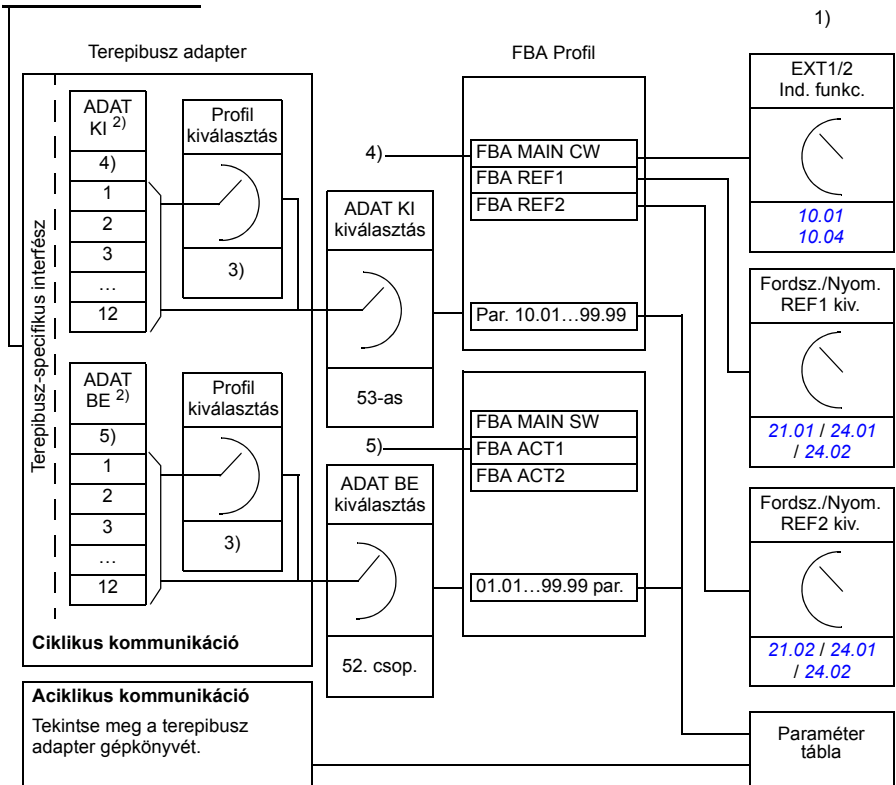 1)
Terepibusz adapter
FBA Profil
Terepibusz-specifikus interfész
ADAT
KI 2)
4)
1
2
3
…
12
Profil
kiválasztás
3)
ADAT
BE 2)
5)
1
2
3
…
12
Profil
kiválasztás
3)
Ciklikus kommunikáció
4)
ADAT KI
kiválasztás
53-as
5)
ADAT BE
kiválasztás
52. csop.
FBA MAIN CW
FBA REF1
FBA REF2
Par. 10.01…99.99
FBA MAIN SW
FBA ACT1
FBA ACT2
01.01…99.99 par.
EXT1/2
Ind. funkc.
10.01
10.04
Fordsz./Nyom.
REF1 kiv.
21.01 / 24.01
/ 24.02
Fordsz./Nyom.
REF2 kiv.
21.02 / 24.01
/ 24.02
Aciklikus kommunikáció
Tekintse meg a terepibusz
adapter gépkönyvét.
Paraméter
tábla